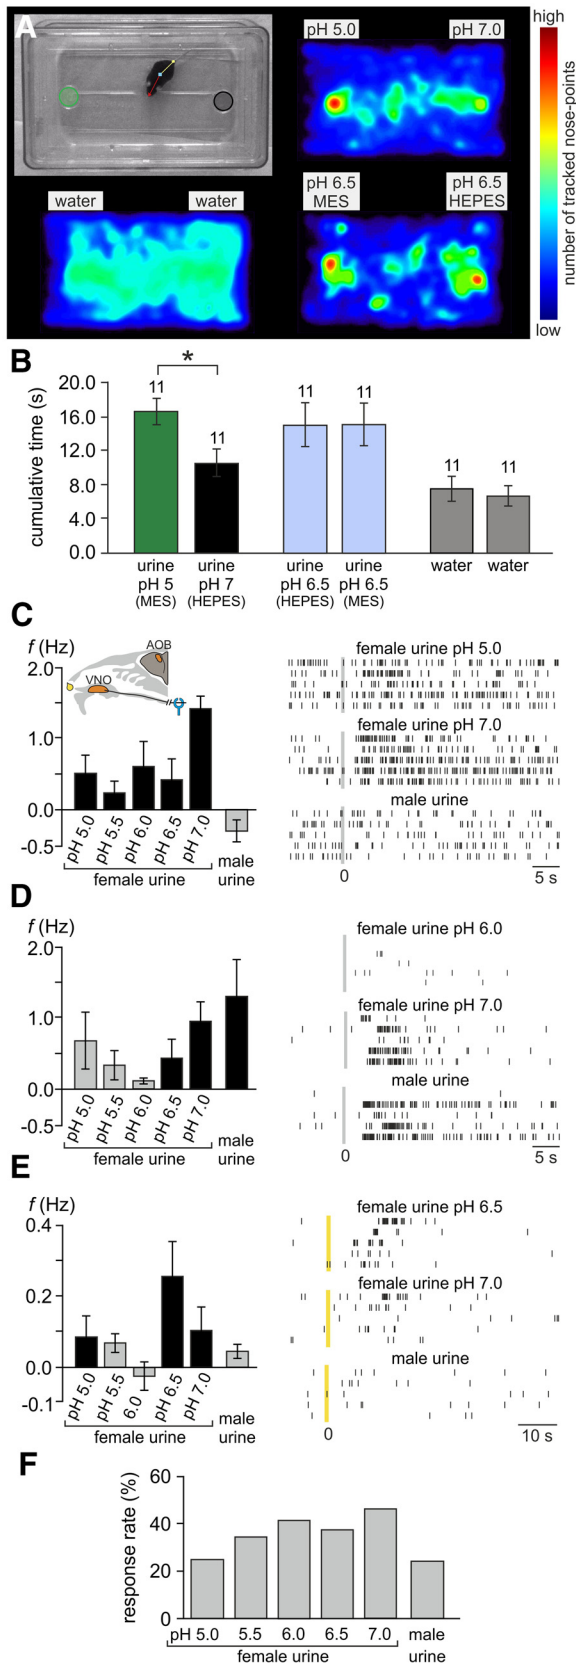 A
pH 5.0
pH 7.0
high
number of tracked nose-points
low
water
water
pH 6.5
MES
pH 6.5
HEPES
B
cumulative time (s)
20.0
16.0
12.0
8.0
4.0
0.0
*
11
11
11
11
11
11
urine
pH 5
(MES)
urine
pH 7
(HEPES)
urine
pH 6.5
(HEPES)
urine
pH 6.5
(MES)
water
water
C
f (Hz)
2.0
1.0
0.0
-0.5
VNO
AOB
pH 5.0
pH 5.5
pH 6.0
pH 6.5
pH 7.0
male
urine
female urine
female urine pH 5.0
female urine pH 7.0
male urine
0
5 s
D
f (Hz)
2.0
1.0
0.0
-0.5
pH 5.0
pH 5.5
pH 6.0
pH 6.5
pH 7.0
male
urine
female urine
female urine pH 6.0
female urine pH 7.0
male urine
0
5 s
E
f (Hz)
0.4
0.2
0.0
-0.1
pH 5.0
pH 5.5
6.0
pH 6.5
pH 7.0
male
urine
female urine
female urine pH 6.5
female urine pH 7.0
male urine
0
10 s
F
response rate (%)
60
40
20
0
pH 5.0
5.5
6.0
6.5
7.0
male
urine
female urine